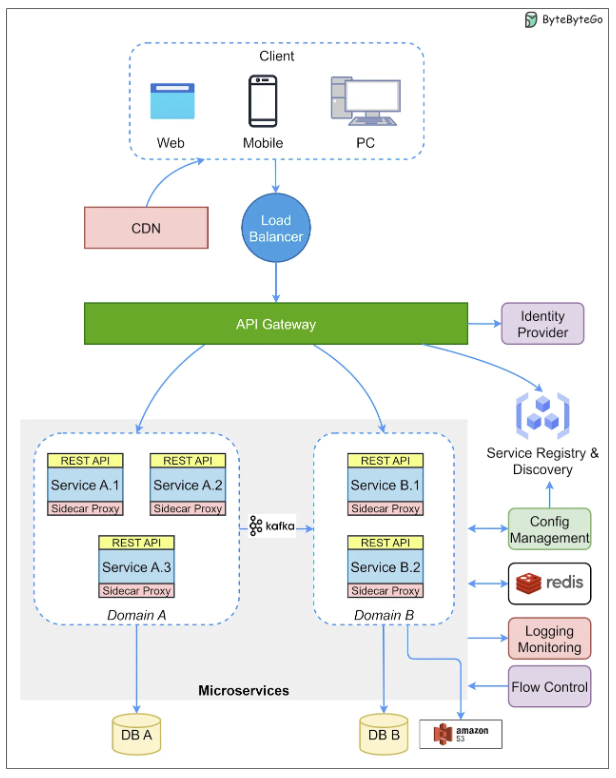 ByteByteGo
Client
Web
Mobile
PC
CDN
Load
Balancer
API Gateway
Identity
Provider
Service Registry &
Discovery
REST API
Service A.1
Sidecar Proxy
REST API
Service A.2
Sidecar Proxy
REST API
Service A.3
Sidecar Proxy
Domain A
kafka
REST API
Service B.1
Sidecar Proxy
REST API
Service B.2
Sidecar Proxy
Domain B
Config
Management
redis
Logging
Monitoring
Flow Control
Microservices
DB A
DB B
amazon
S3